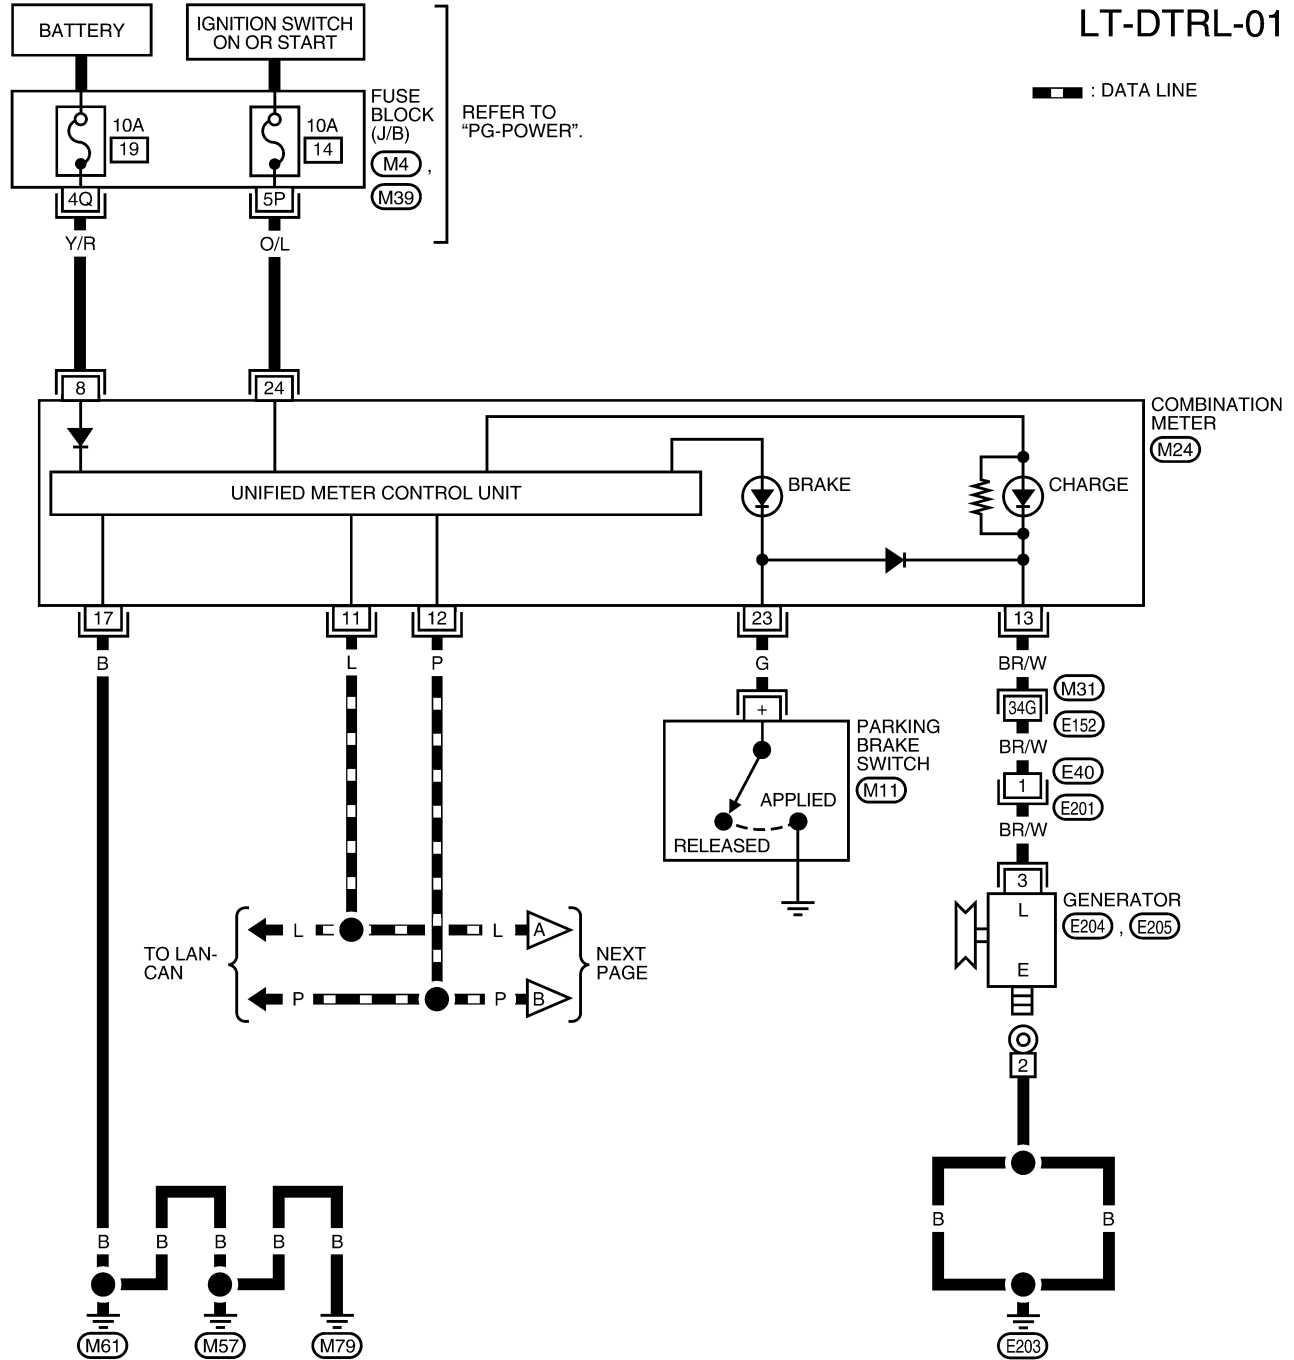 LT-DTRL-01
: DATA LINE
BATTERY
IGNITION SWITCH
ON OR START
FUSE
BLOCK
(J/B)
M4 ,
M39
REFER TO
“PG-POWER”.
10A
19
10A
14
4Q
5P
Y/R
O/L
8
24
COMBINATION
METER
M24
UNIFIED METER CONTROL UNIT
BRAKE
CHARGE
17
11
12
23
13
B
L
P
G
BR/W
M31
34G
E152
BR/W
E40
1
E201
BR/W
+
PARKING
BRAKE
SWITCH
M11
APPLIED
RELEASED
3
L
E
GENERATOR
E204 , E205
2
TO LAN-
CAN
L
L
A
P
P
B
NEXT
PAGE
B
B
B
B
B
B
B
M61
M57
M79
E203